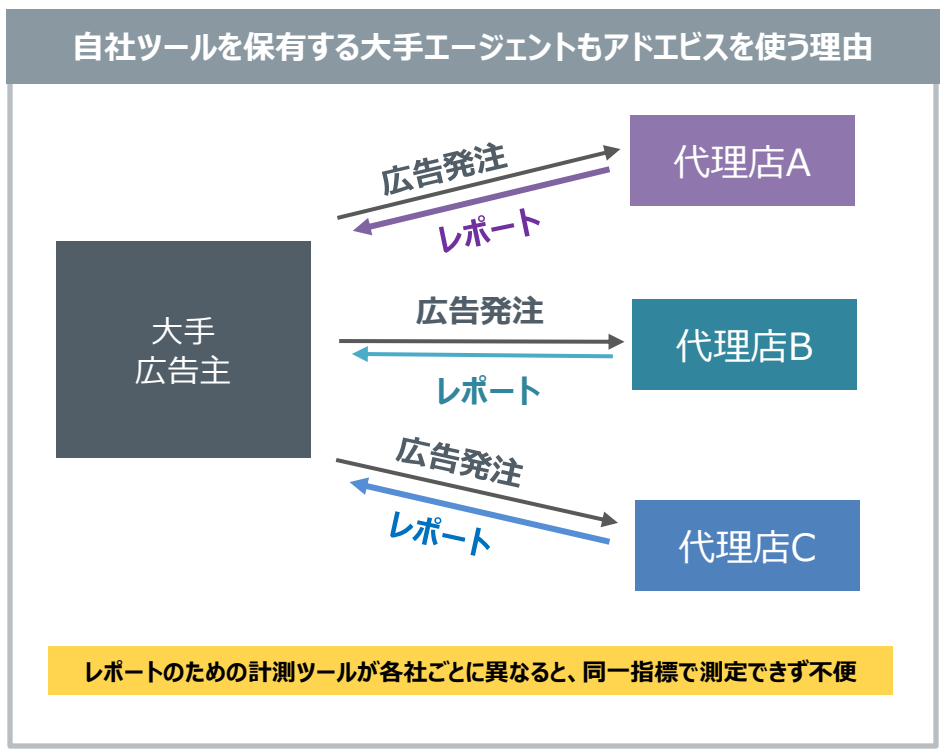 自社ツールを保有する大手エージェントもアドエビスを使う理由
広告発注
代理店A
レポート
大手
広告主
広告発注
代理店B
レポート
広告発注
レポート
代理店C
レポートのための計測ツールが各社ごとに異なると、同一指標で測定できず不便